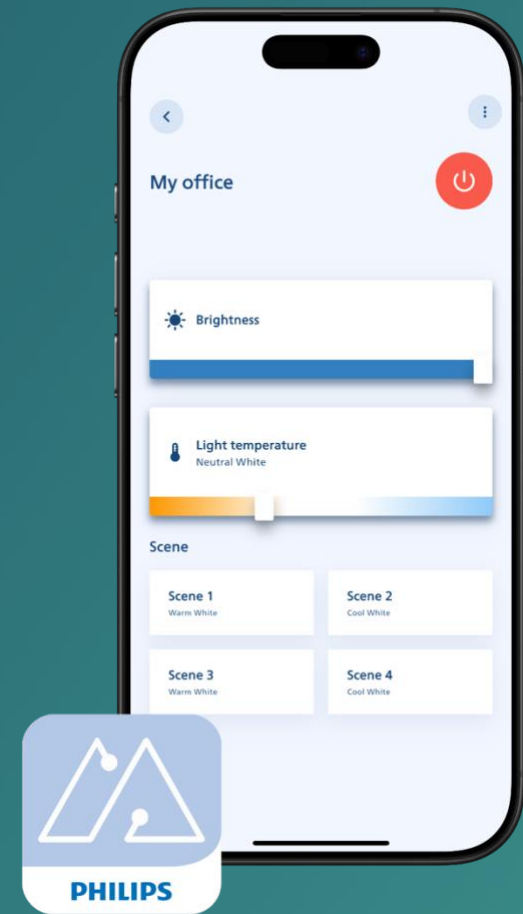 My office
Brightness
Light temperature
Neutral White
Scene
Scene 1
Warm White
Scene 2
Cool White
Scene 3
Warm White
Scene 4
Cool White
PHILIPS